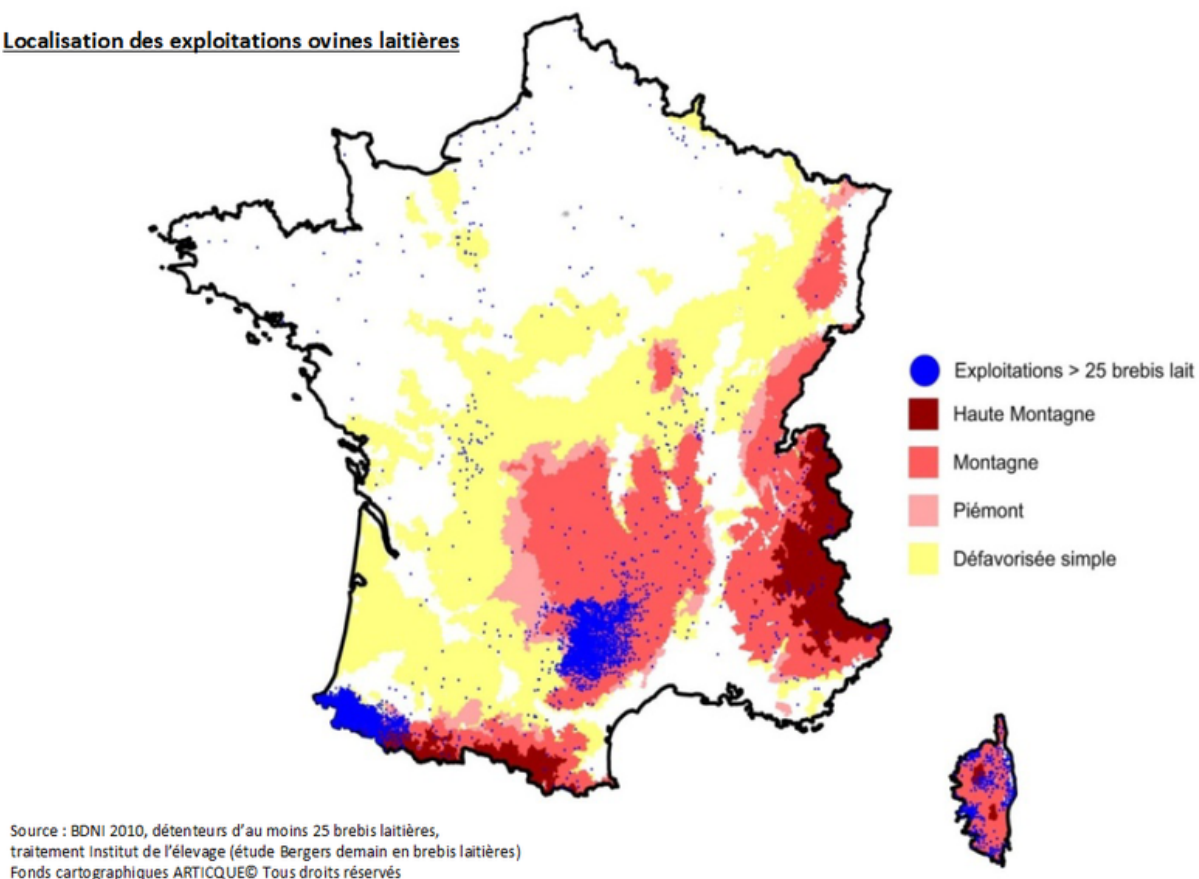 Localisation des exploitations ovines laitières
Exploitations > 25 brebis lait
Haute Montagne
Montagne
Piémont
Défavorisée simple
Source : BDNI 2010, détenteurs d'au moins 25 brebis laitières,
traitement Institut de l'élevage (étude Bergers demain en brebis laitières)
Fonds cartographiques ARTICQUE© Tous droits réservés